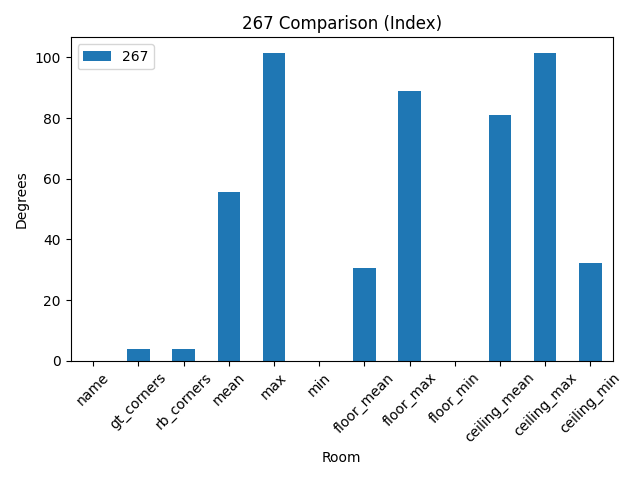 267 Comparison (Index)
267
Degrees
100
80
60
40
20
0
name
gt_corners
rb_corners
mean
max
min
floor_mean
floor_max
floor_min
ceiling_mean
ceiling_max
ceiling_min
Room